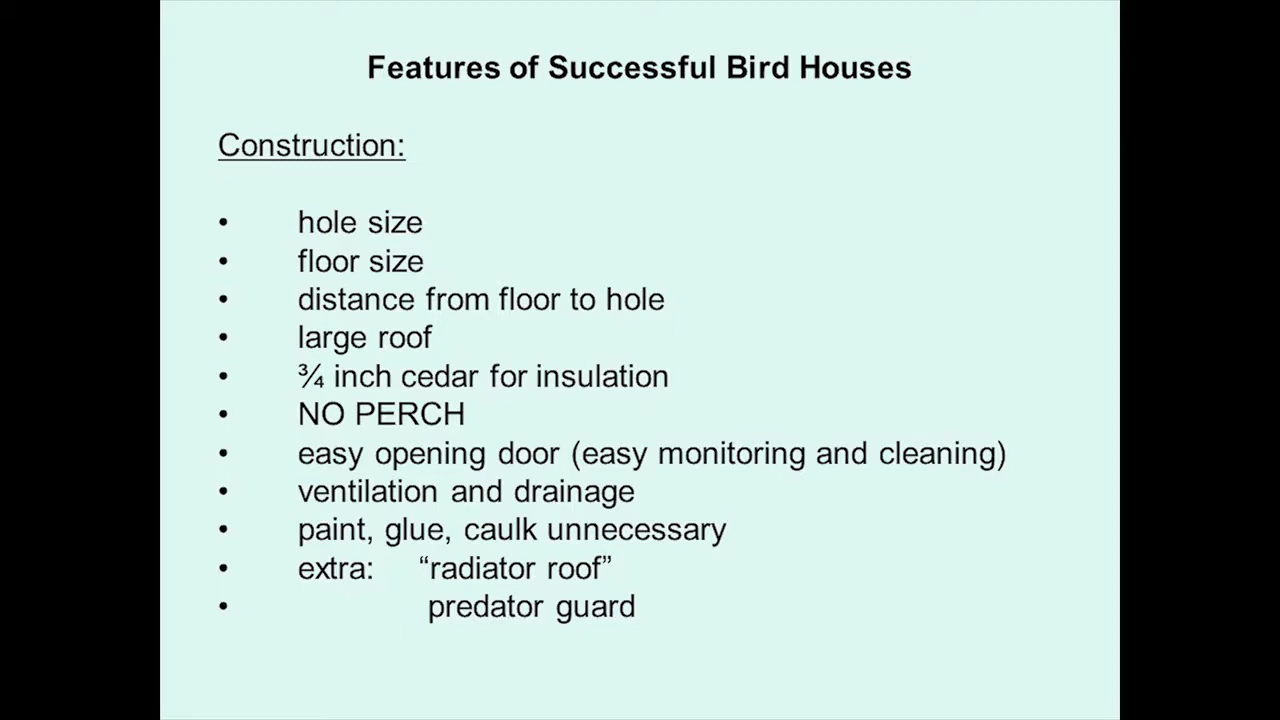 Features of Successful Bird Houses
Construction:
• hole size
• floor size
• distance from floor to hole
• large roof
• ¾ inch cedar for insulation
• NO PERCH
• easy opening door (easy monitoring and cleaning)
• ventilation and drainage
• paint, glue, caulk unnecessary
• extra: “radiator roof”
• predator guard